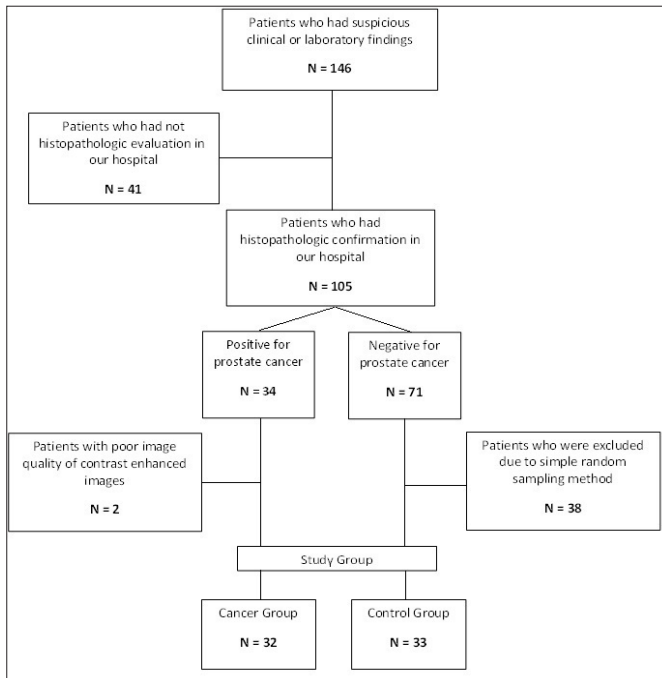 Patients who had suspicious
clinical or laboratory findings
N = 146
Patients who had not
histopathologic evaluation in
our hospital
N = 41
Patients who had
histopathologic confirmation in
our hospital
N = 105
Positive for
prostate cancer
N = 34
Negative for
prostate cancer
N = 71
Patients with poor image
quality of contrast enhanced
images
N = 2
Patients who were excluded
due to simple random
sampling method
N = 38
Study Group
Cancer Group
N = 32
Control Group
N = 33